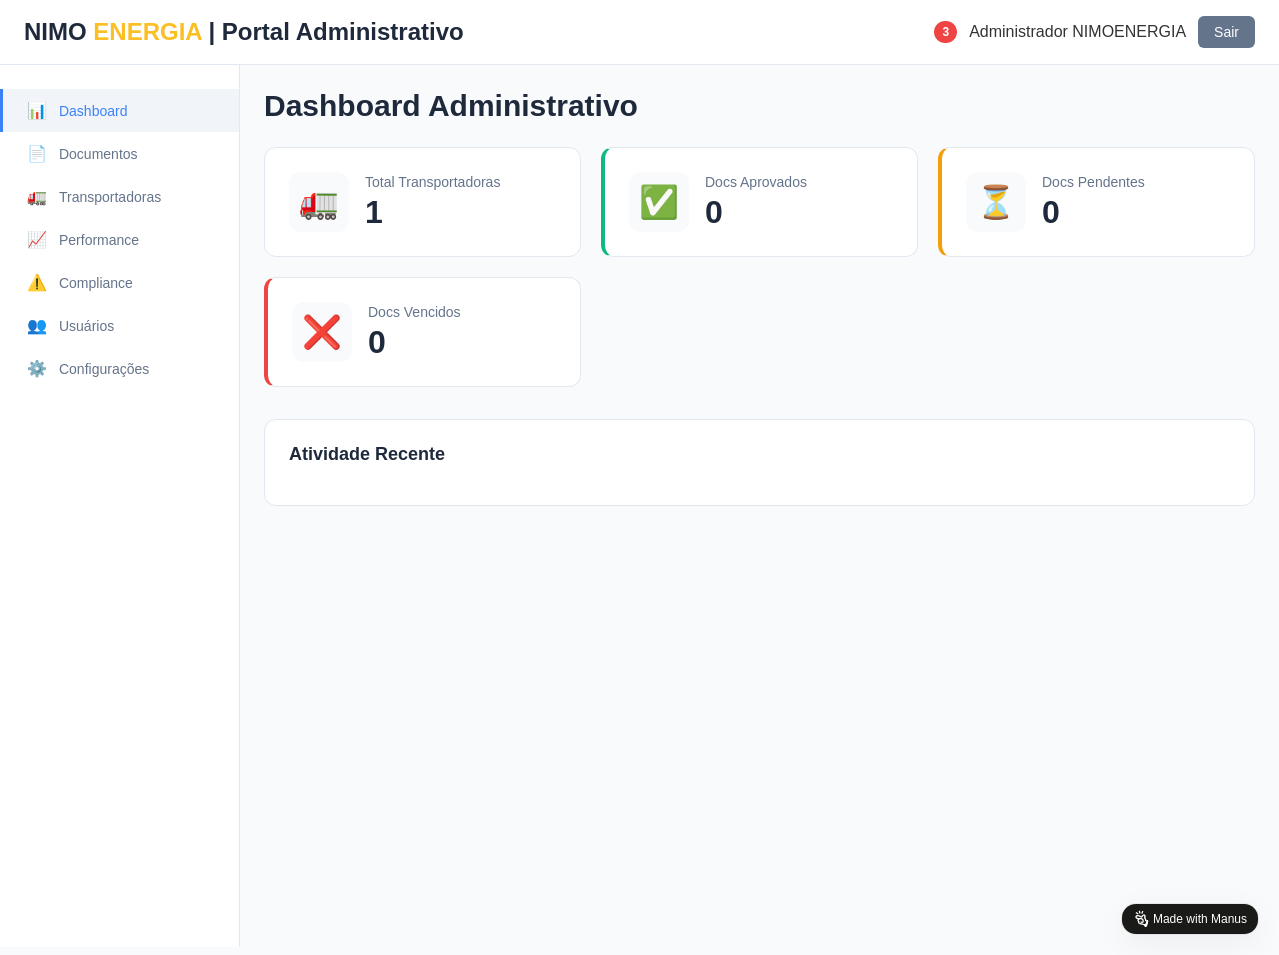 NIMO ENERGIA | Portal Administrativo
3 Administrador NIMOENERGIA Sair
Dashboard
Documentos
Transportadoras
Performance
Compliance
Usuários
Configurações
Dashboard Administrativo
Total Transportadoras
1
Docs Aprovados
0
Docs Pendentes
0
Docs Vencidos
0
Atividade Recente
Made with Manus